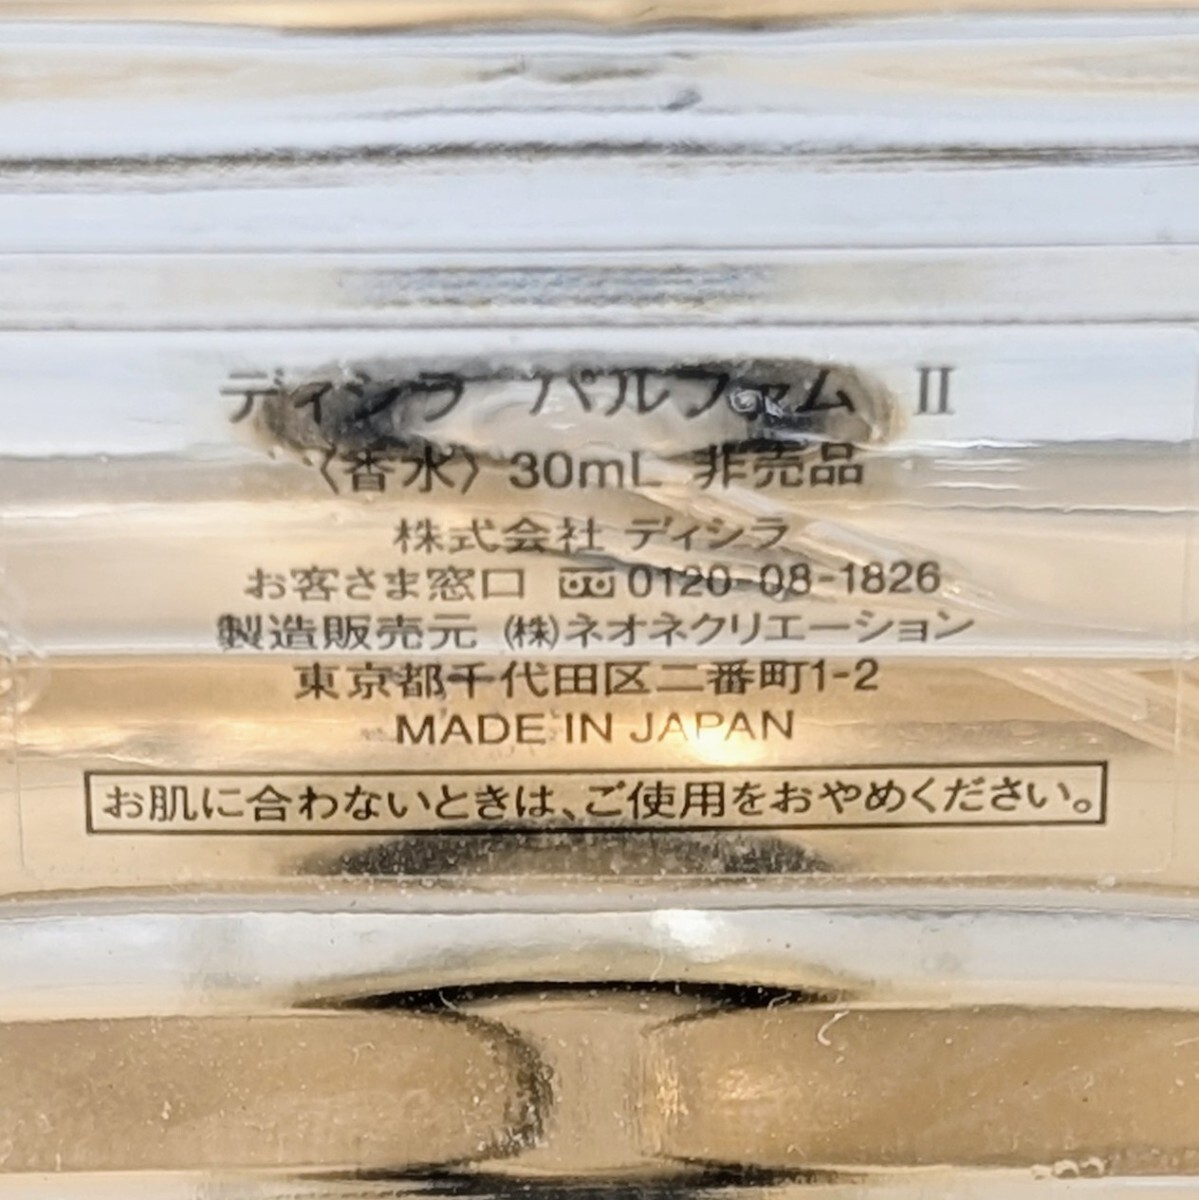 ディシラ パルファム II
〈香水〉 30mL 非売品
株式会社 ディシラ
お客さま窓口 0120-08-1826
製造販売元 (株)ネオネクリエーション
東京都千代田区二番町1-2
MADE IN JAPAN
お肌に合わないときは、ご使用をおやめください。